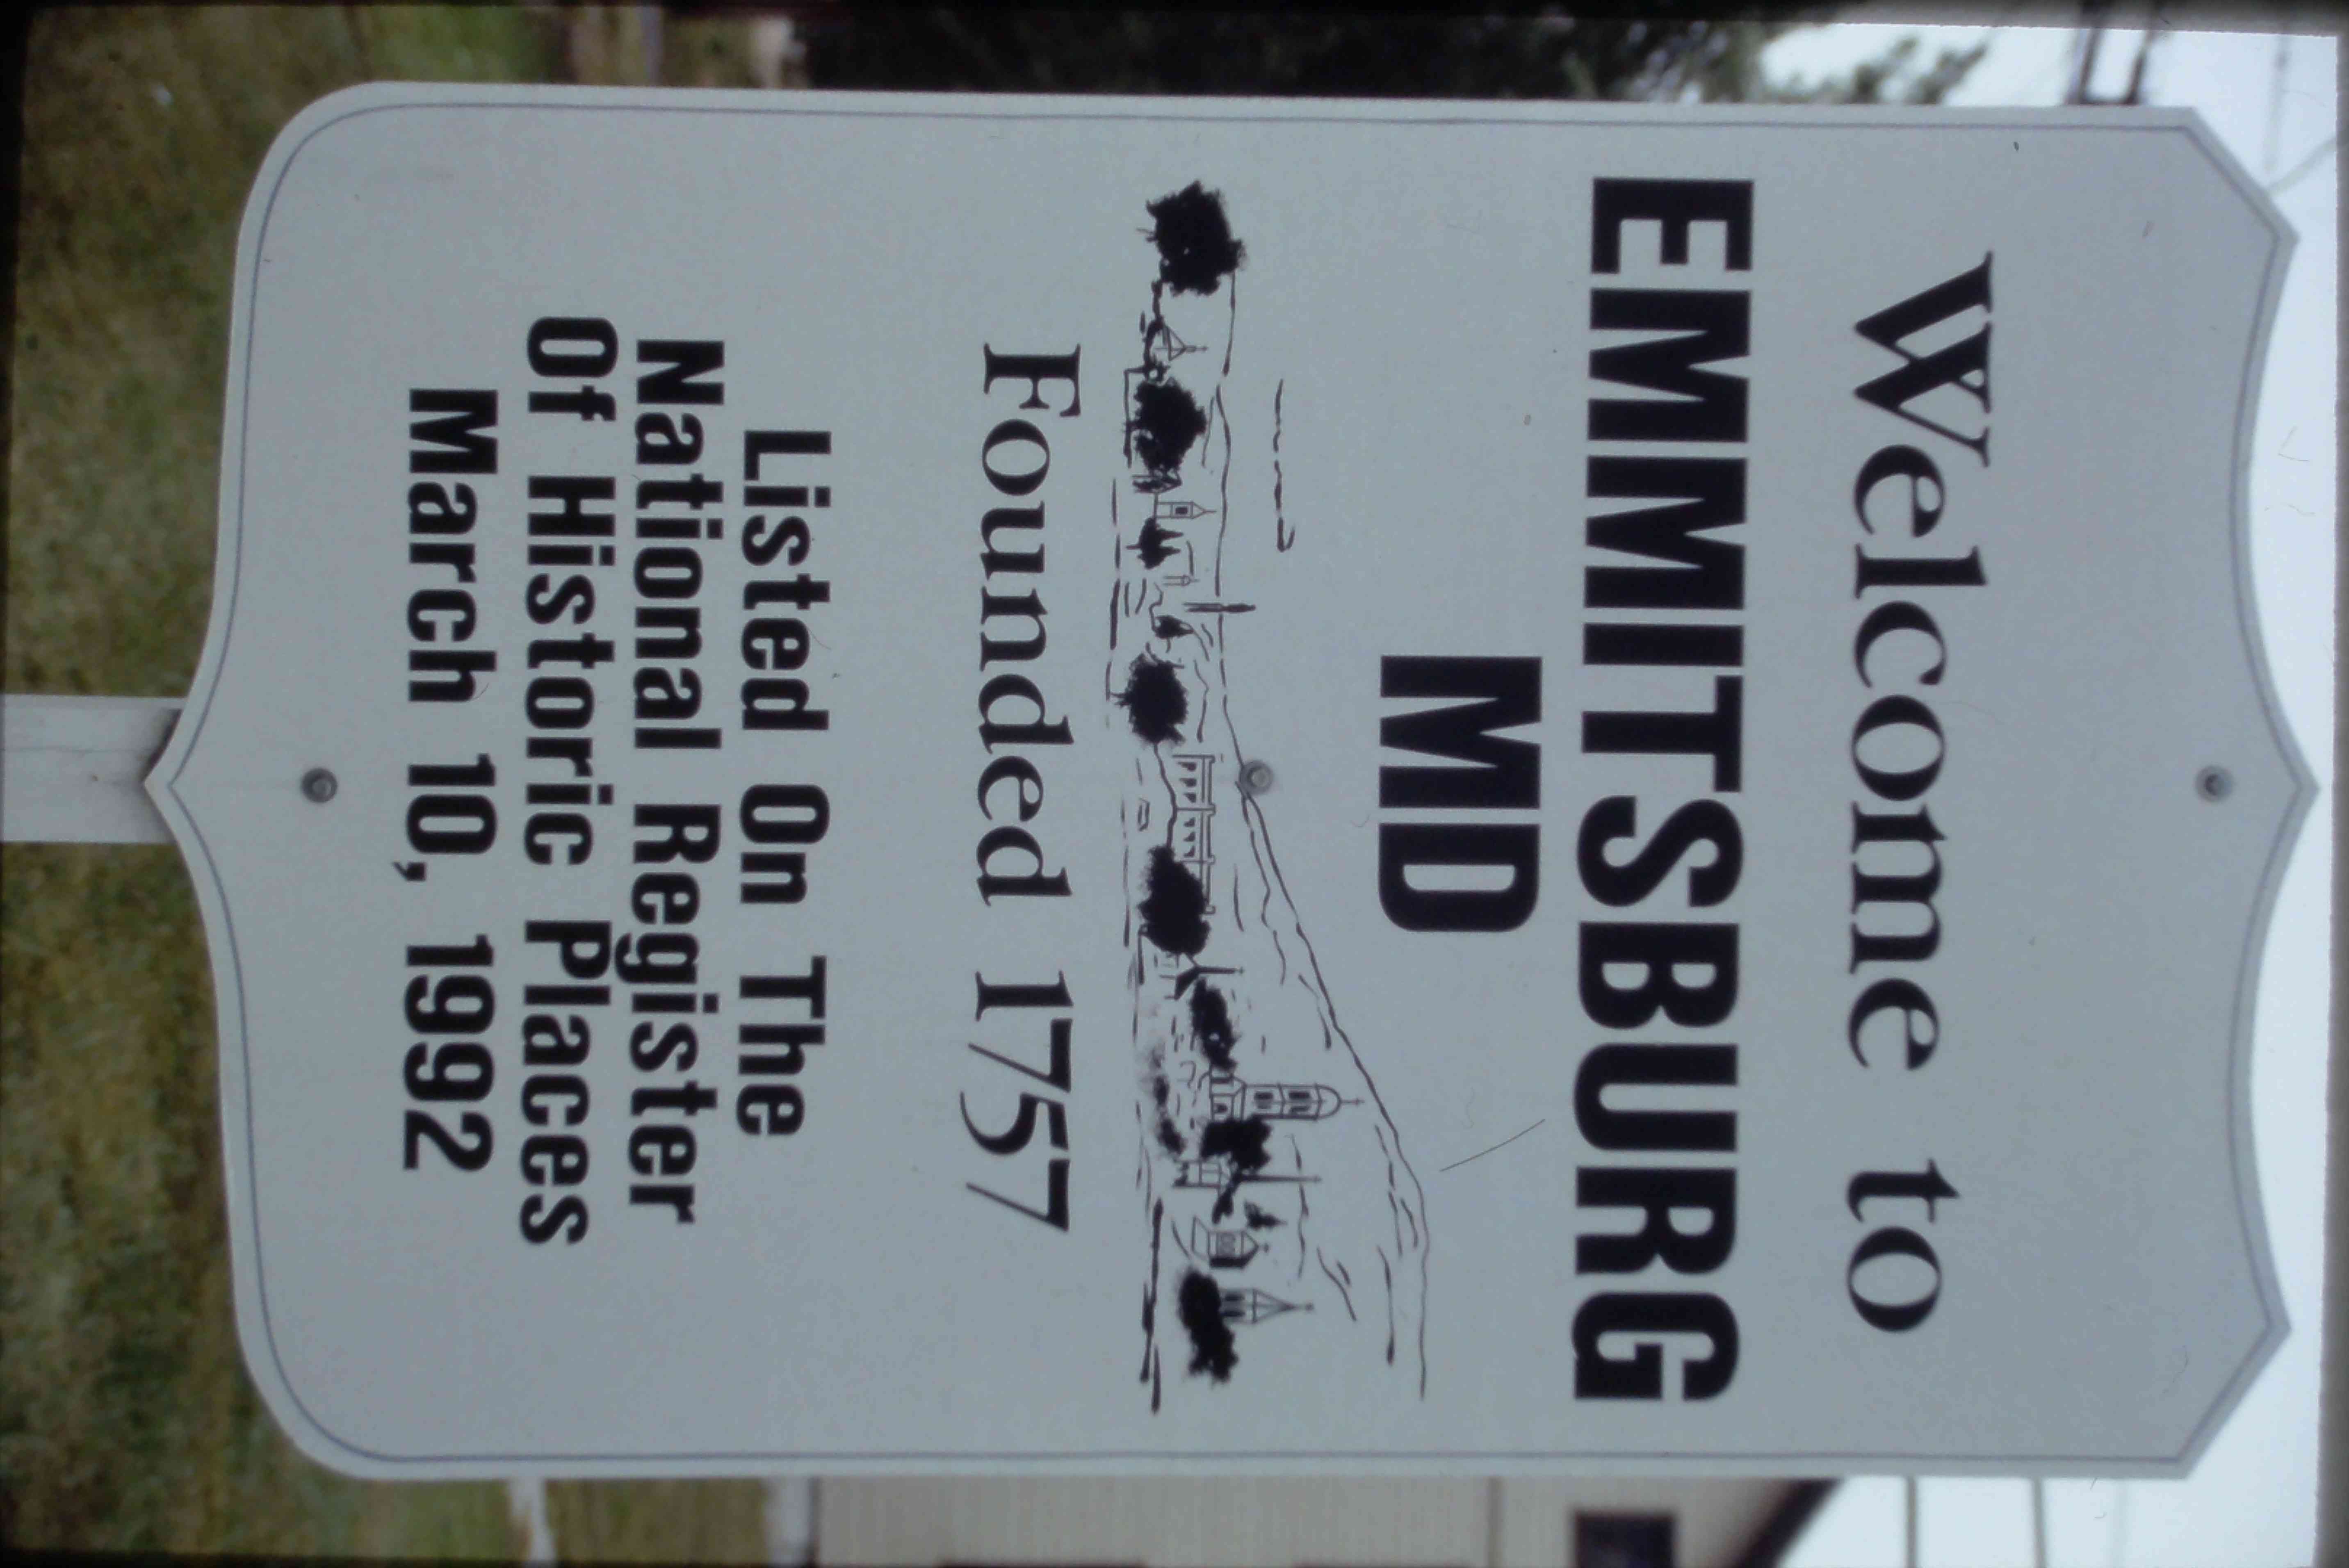 Welcome to
EMMITSBURG
MD
Founded 1757
Listed On The
National Register
Of Historic Places
March 10, 1992